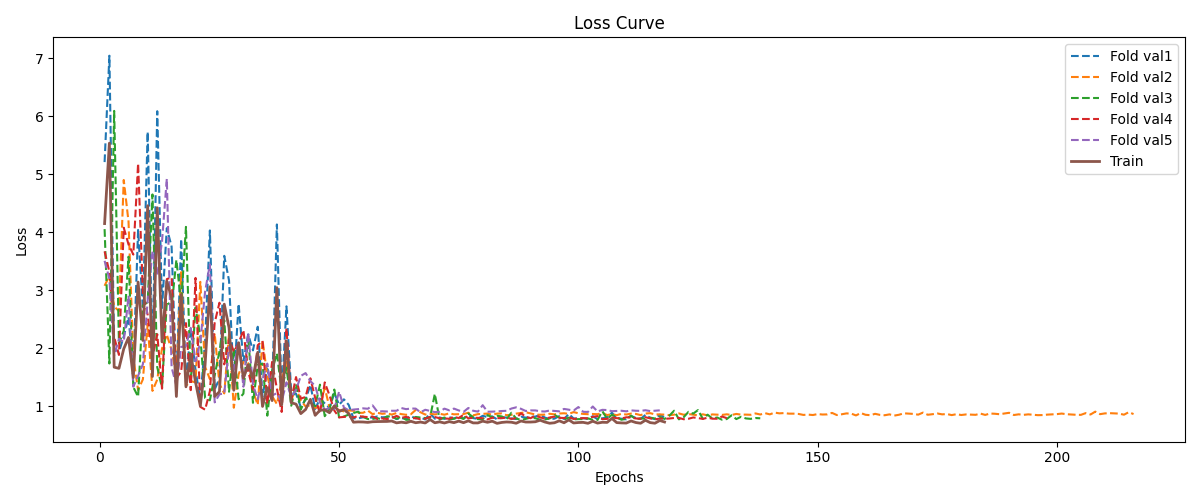 Loss Curve
7
6
5
4
3
2
1
Loss
0
50
100
150
200
Epochs
Fold val1
Fold val2
Fold val3
Fold val4
Fold val5
Train